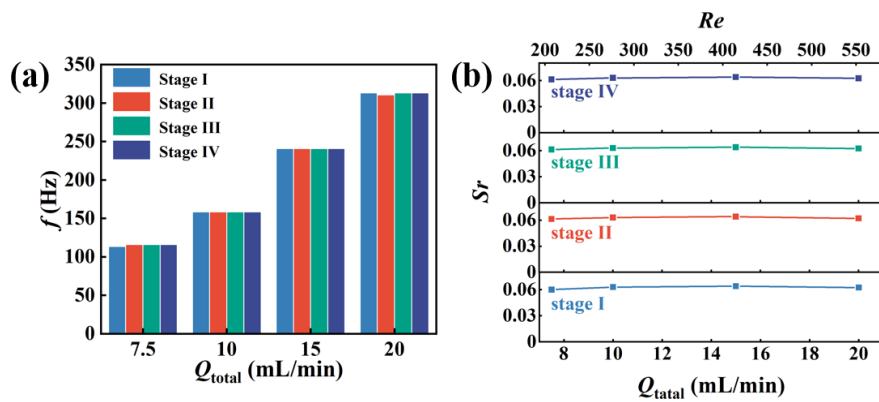 (a)
f (Hz)
350
300
250
200
150
100
50
0
Stage I
Stage II
Stage III
Stage IV
7.5 10 15 20
Qtotal (mL/min)
(b)
Re
200 250 300 350 400 450 500 550
Sr
0.06
0.03
0
stage IV
0.06
0.03
0
stage III
0.06
0.03
0
stage II
0.06
0.03
0
stage I
8 10 12 14 16 18 20
Qtatal (mL/min)